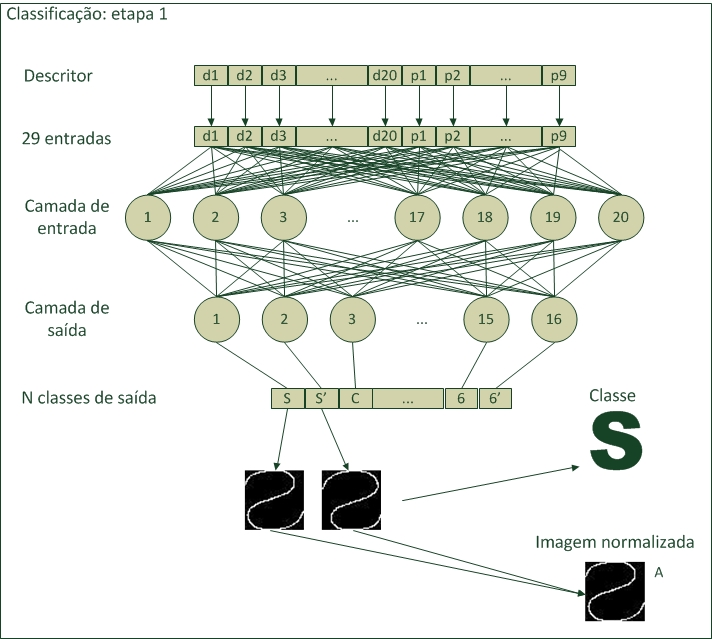 Classificação: etapa 1
Descritor
d1 d2 d3 ... d20 p1 p2 ... p9
29 entradas
d1 d2 d3 ... d20 p1 p2 ... p9
Camada de
entrada
1 2 3 ... 17 18 19 20
Camada de
saída
1 2 3 ... 15 16
N classes de saída
S S' C ... 6 6'
Classe
S
Imagem normalizada
A